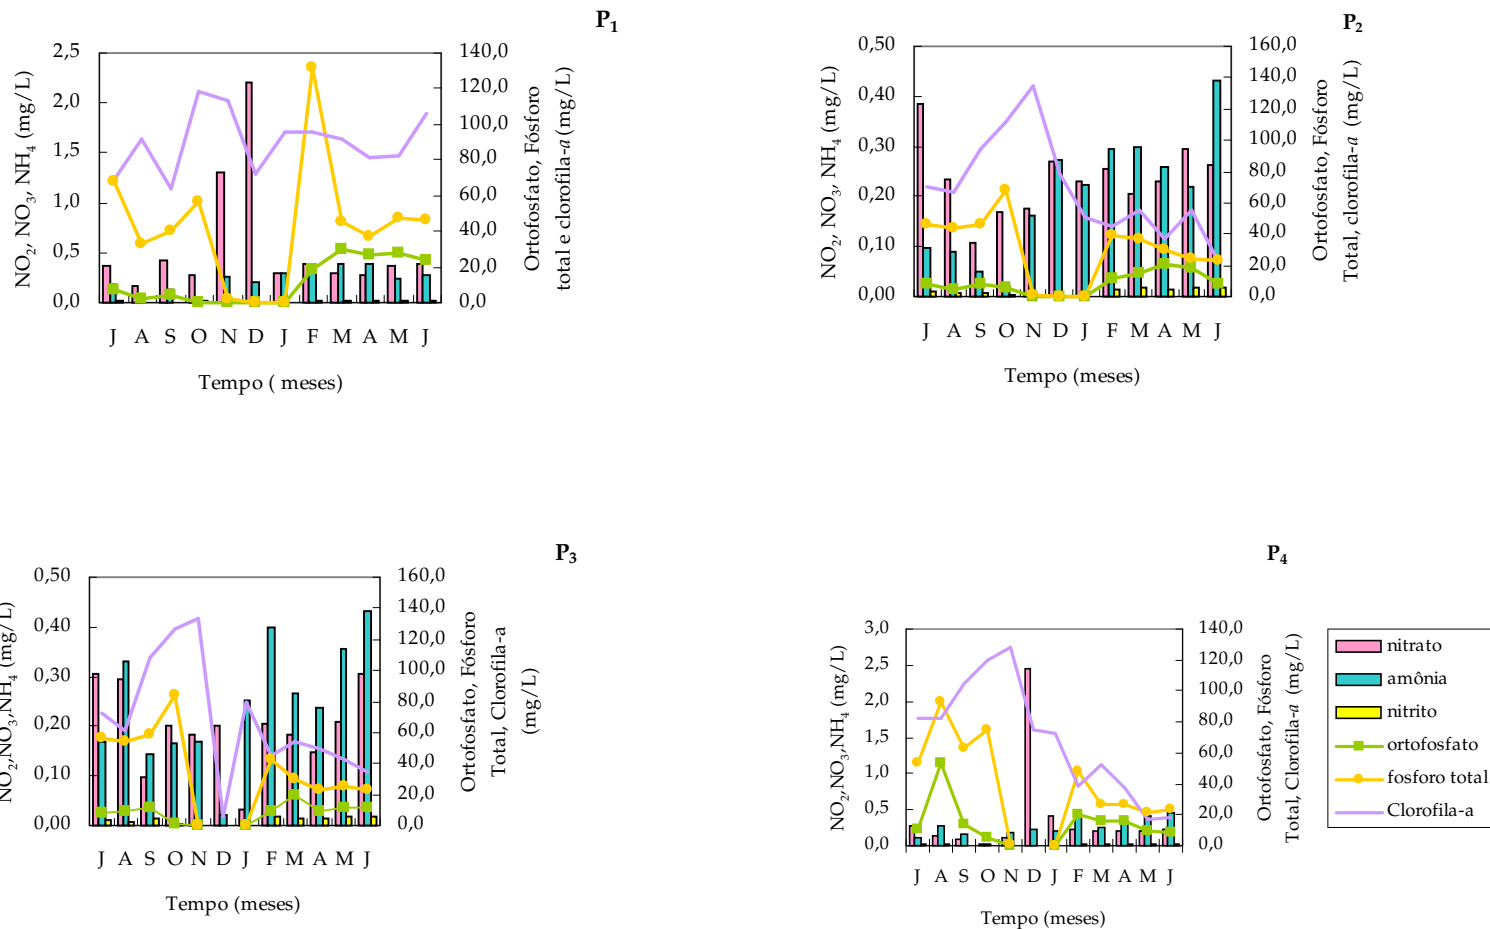 P1
NO2, NO3, NH4 (mg/L)
2,5
2,0
1,5
1,0
0,5
0,0
140,0
120,0
100,0
80,0
60,0
40,0
20,0
0,0
Ortofosfato, Fósforo
total e clorofila-a (mg/L)
J A S O N D J F M A M J
Tempo ( meses)
P2
NO2, NO3, NH4 (mg/L)
0,50
0,40
0,30
0,20
0,10
0,00
160,0
140,0
120,0
100,0
80,0
60,0
40,0
20,0
0,0
Ortofosfato, Fósforo
Total, clorofila-a (mg/L)
J A S O N D J F M A M J
Tempo (meses)
P3
NO2,NO3,NH4 (mg/L)
0,50
0,40
0,30
0,20
0,10
0,00
160,0
140,0
120,0
100,0
80,0
60,0
40,0
20,0
0,0
Ortofosfato, Fósforo
Total, Clorofila-a
(mg/L)
J A S O N D J F M A M J
Tempo (meses)
P4
NO2,NO3,NH4 (mg/L)
3,0
2,5
2,0
1,5
1,0
0,5
0,0
140,0
120,0
100,0
80,0
60,0
40,0
20,0
0,0
Ortofosfato, Fósforo
Total, Clorofila-a (mg/L)
J A S O N D J F M A M J
Tempo (meses)
nitrato
amônia
nitrito
ortofosfato
fosforo total
Clorofila-a